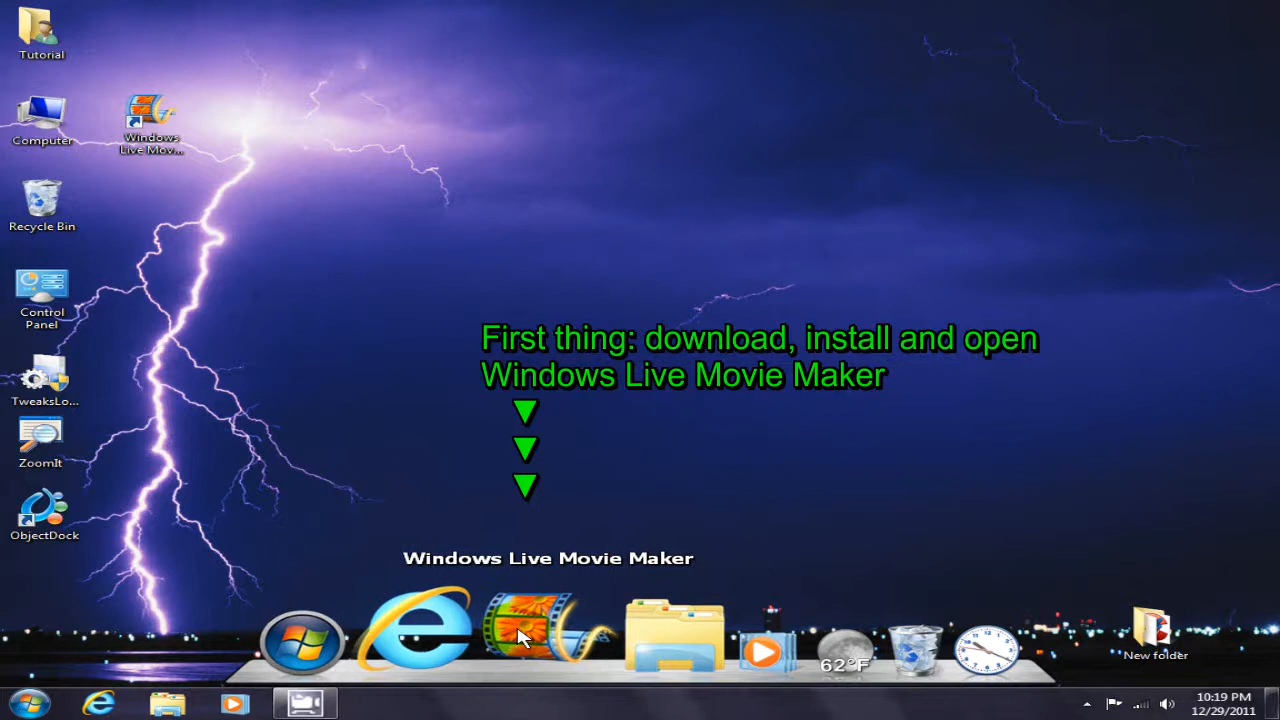 Tutorial
Computer
Windows
Live Mov...
Recycle Bin
Control
Panel
TweaksLo...
ZoomIt
ObjectDock
First thing: download, install and open
Windows Live Movie Maker
Windows Live Movie Maker
62°F
New folder
10:19 PM
12/29/2011